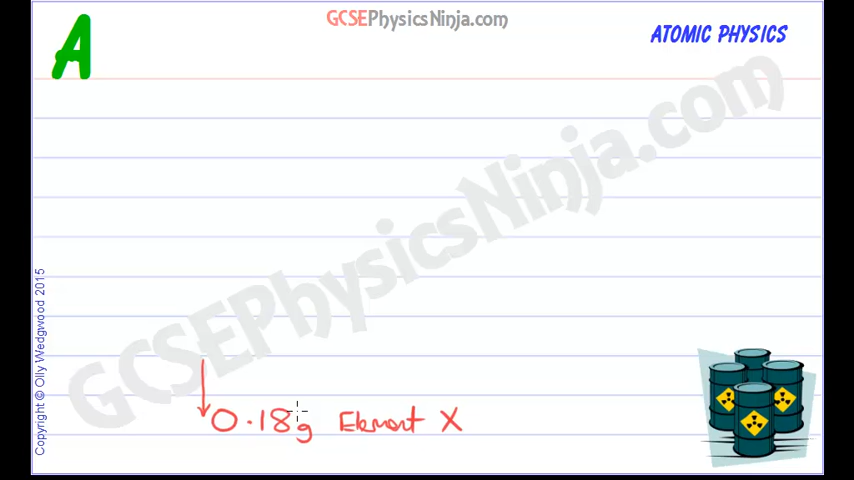 GCSEPhysicsNinja.com
A
ATOMIC PHYSICS
GCSEPhysicsNinja.com
Copyright © Olly Wedgwood 2015
0.18g Element X